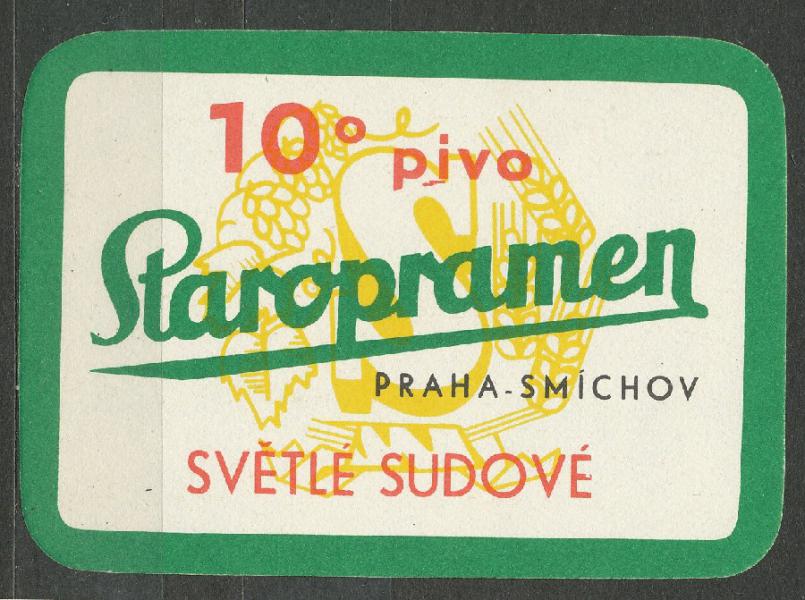 10° pivo
S
Staropramen
PRAHA-SMÍCHOV
SVĚTLÉ SUDOVÉ